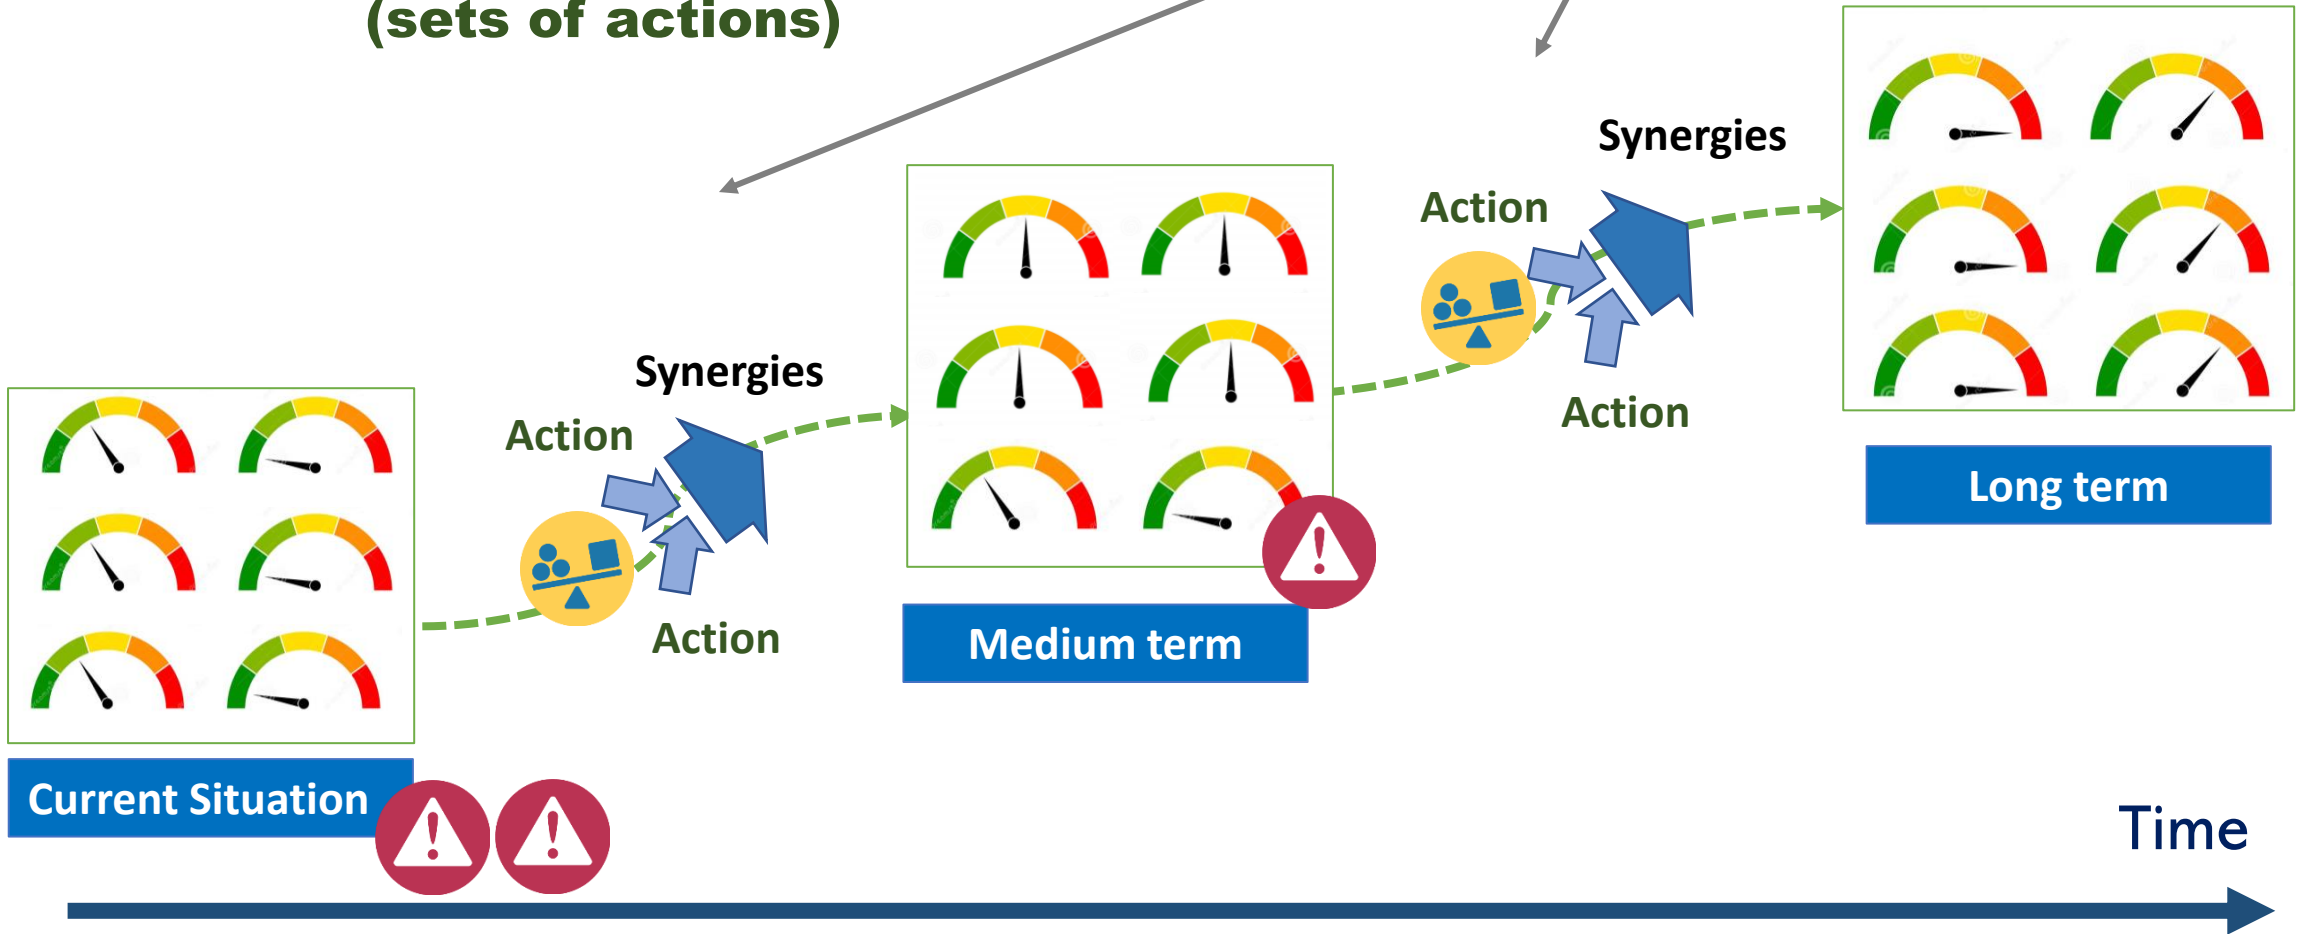 (sets of actions)
Synergies
Action
Action
Long term
Synergies
Action
Action
Medium term
Current Situation
Time